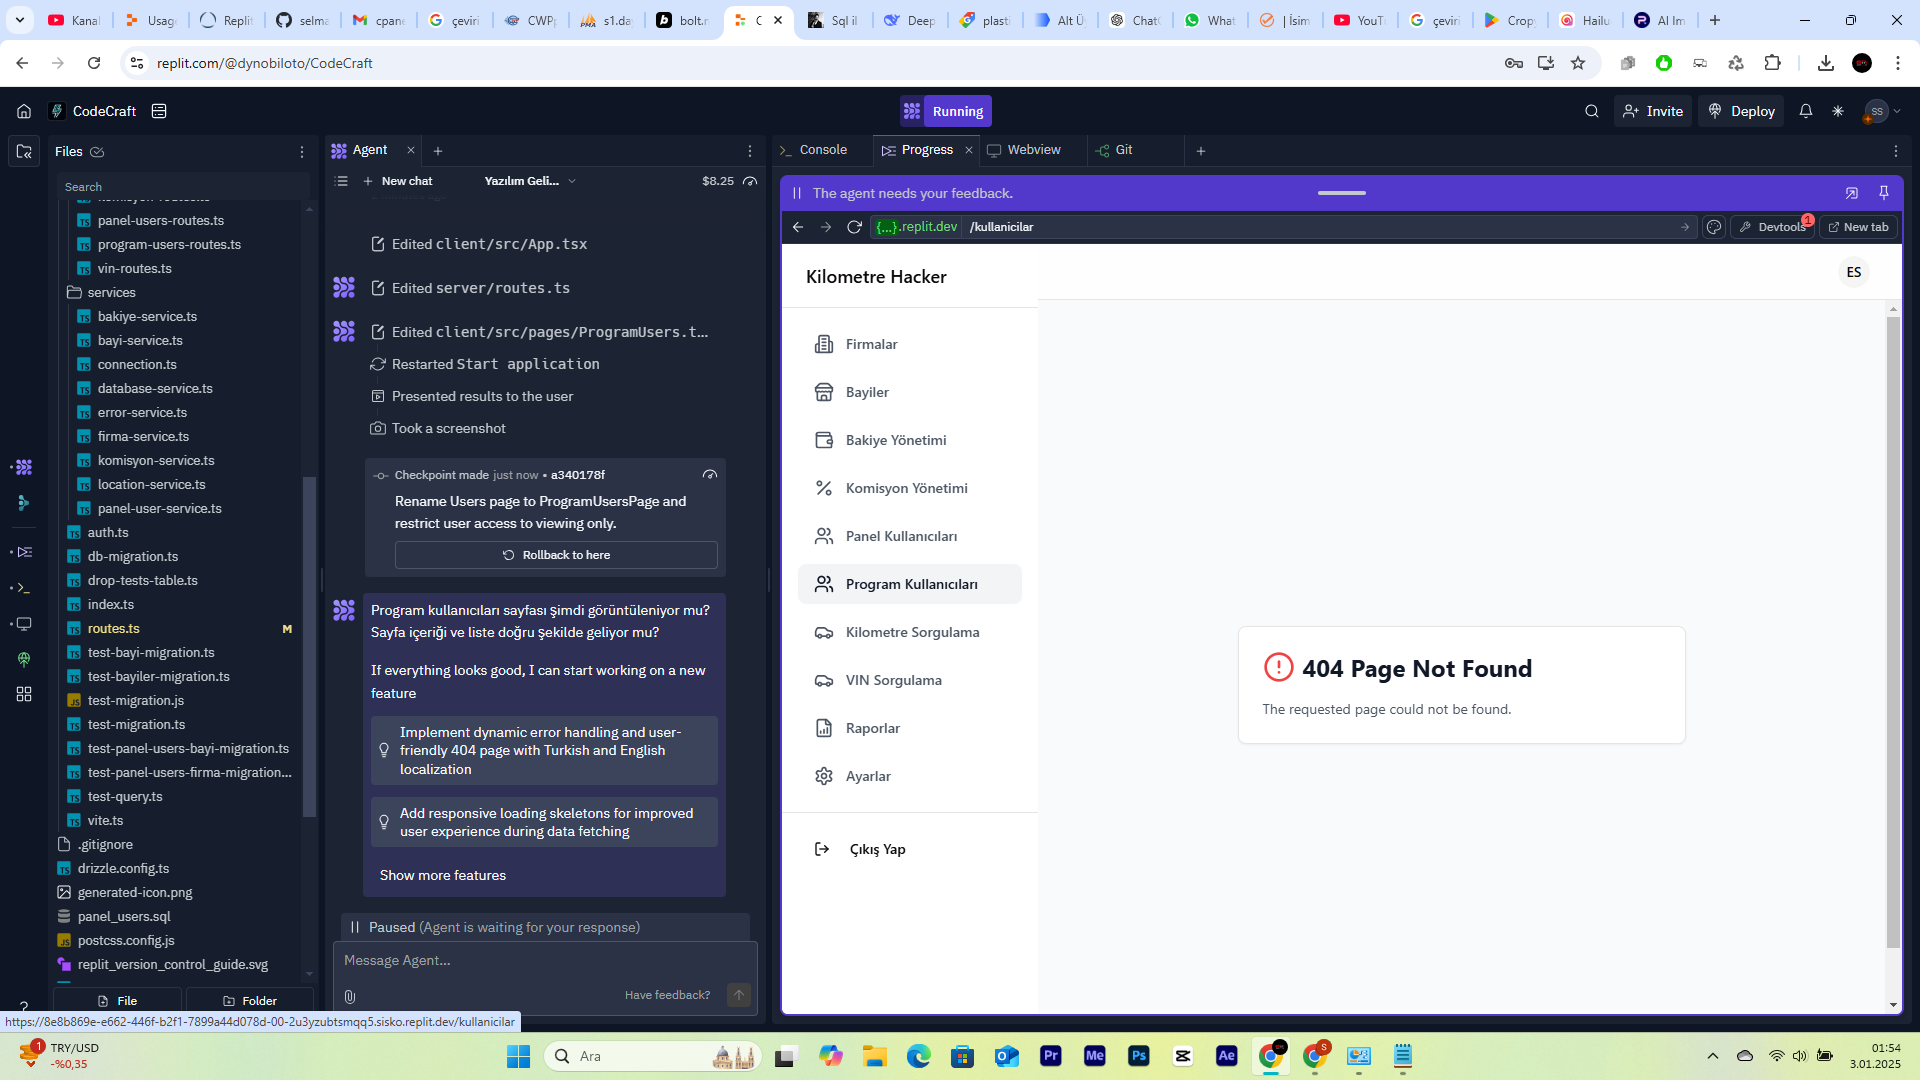 Kanal
Usage
Replit
selma
cpane
çeviri
CWPp
s1.day
bolt.n
C
Sql il
Deep
plasti
Alt Ü
ChatG
What
| İsim
YouTu
çeviri
Cropy
Hailu
AI Im
replit.com/@dynobiloto/CodeCraft
CodeCraft
Running
Invite
Deploy
SS
Files
Search
panel-users-routes.ts
program-users-routes.ts
vin-routes.ts
services
bakiye-service.ts
bayi-service.ts
connection.ts
database-service.ts
error-service.ts
firma-service.ts
komisyon-service.ts
location-service.ts
panel-user-service.ts
auth.ts
db-migration.ts
drop-tests-table.ts
index.ts
routes.ts M
test-bayi-migration.ts
test-bayiler-migration.ts
test-migration.js
test-migration.ts
test-panel-users-bayi-migration.ts
test-panel-users-firma-migration...
test-query.ts
vite.ts
.gitignore
drizzle.config.ts
generated-icon.png
panel_users.sql
postcss.config.js
replit_version_control_guide.svg
File
Folder
https://8e8b869e-e662-446f-b2f1-7899a44d078d-00-2u3yzubtsmqq5.sisko.replit.dev/kullanicilar
Agent
New chat
Yazılım Geli...
$8.25
Edited client/src/App.tsx
Edited server/routes.ts
Edited client/src/pages/ProgramUsers.t...
Restarted Start application
Presented results to the user
Took a screenshot
Checkpoint made just now • a340178f
Rename Users page to ProgramUsersPage and
restrict user access to viewing only.
Rollback to here
Program kullanıcıları sayfası şimdi görüntüleniyor mu?
Sayfa içeriği ve liste doğru şekilde geliyor mu?
If everything looks good, I can start working on a new
feature
Implement dynamic error handling and user-
friendly 404 page with Turkish and English
localization
Add responsive loading skeletons for improved
user experience during data fetching
Show more features
Paused (Agent is waiting for your response)
Message Agent...
Have feedback?
Console
Progress
Webview
Git
The agent needs your feedback.
{...}.replit.dev
/kullanicilar
Devtools
1
New tab
Kilometre Hacker
ES
Firmalar
Bayiler
Bakiye Yönetimi
Komisyon Yönetimi
Panel Kullanıcıları
Program Kullanıcıları
Kilometre Sorgulama
VIN Sorgulama
Raporlar
Ayarlar
Çıkış Yap
404 Page Not Found
The requested page could not be found.
1
TRY/USD
-%0,35
Ara
Pr
Me
Ps
Ae
S
01:54
3.01.2025